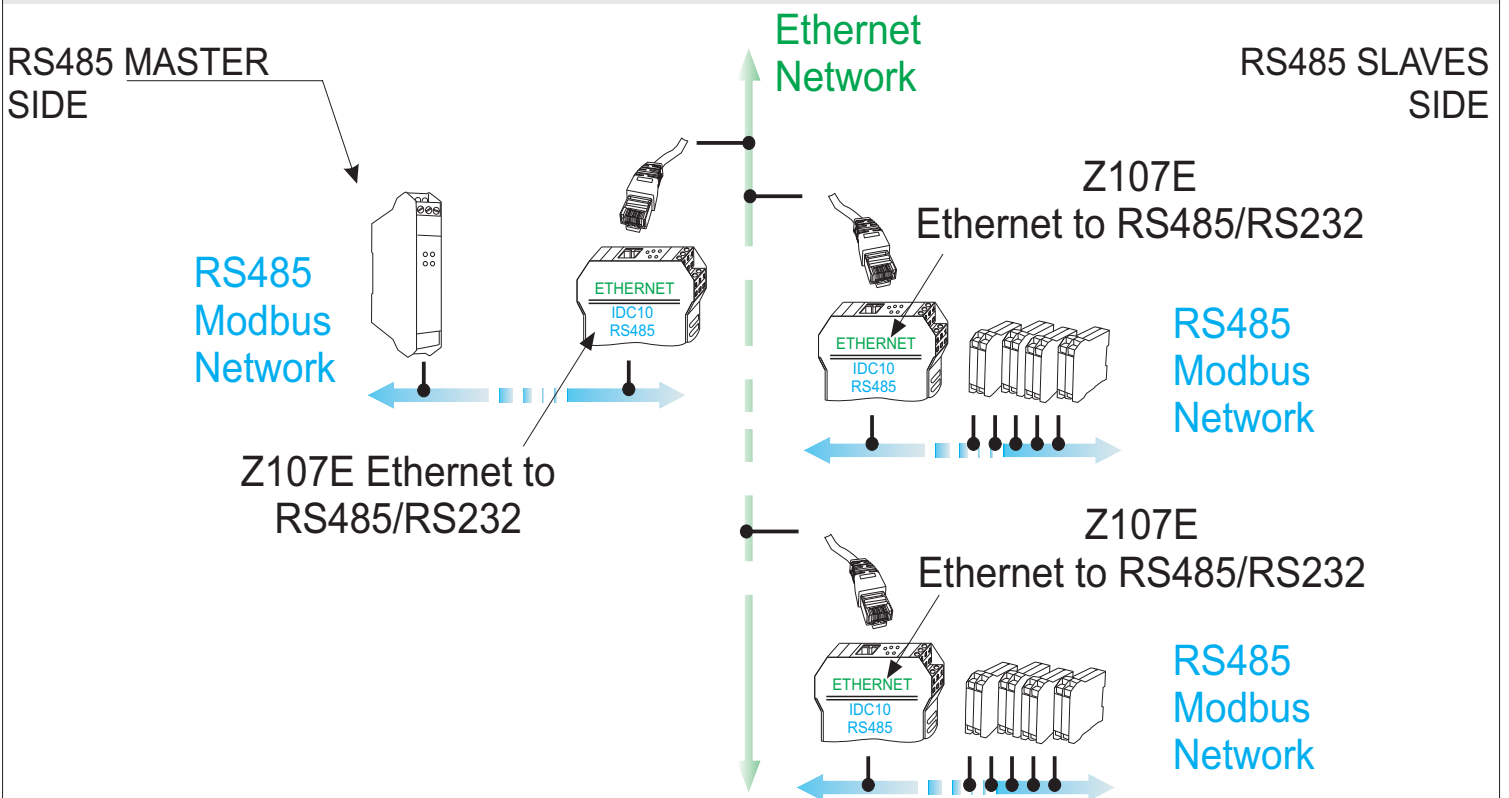 RS485 MASTER
SIDE
Ethernet
Network
RS485 SLAVES
SIDE
RS485
Modbus
Network
ETHERNET
IDC10
RS485
Z107E Ethernet to
RS485/RS232
Z107E
Ethernet to RS485/RS232
ETHERNET
IDC10
RS485
RS485
Modbus
Network
Z107E
Ethernet to RS485/RS232
ETHERNET
IDC10
RS485
RS485
Modbus
Network